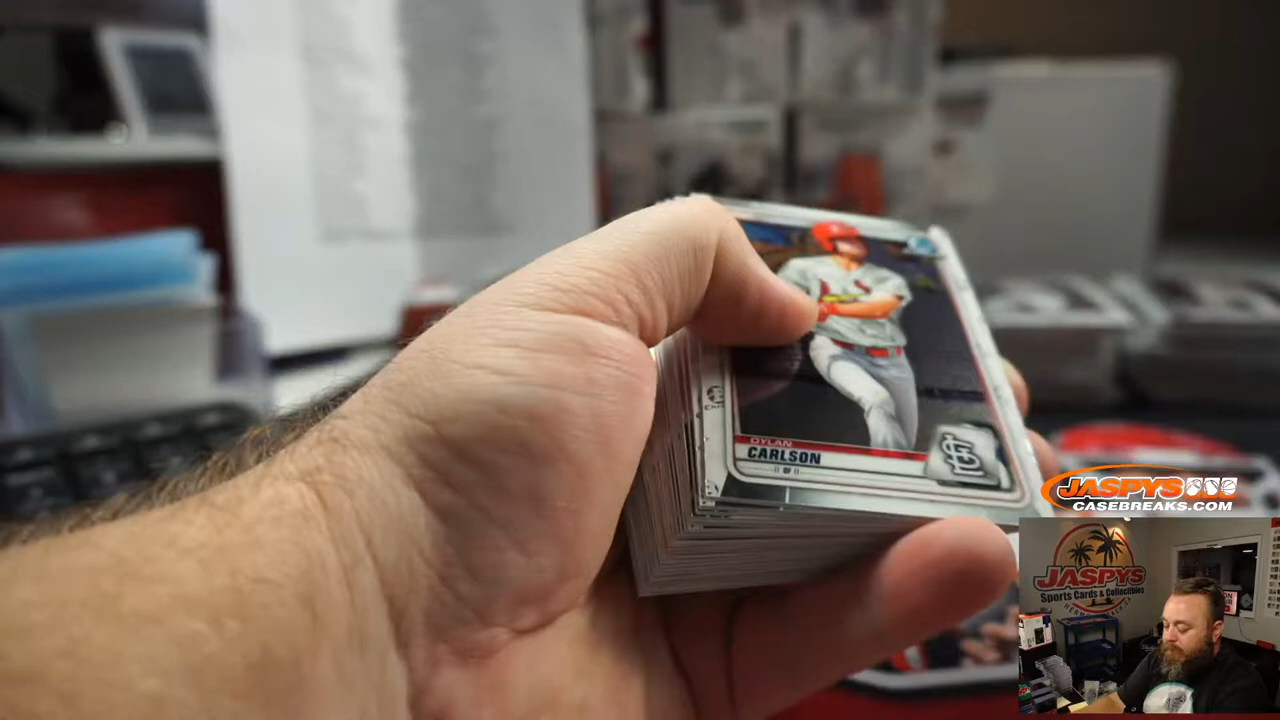 DYLAN
CARLSON
OF
JASPYS
CASEBREAKS.COM
JASPYS
Sports Cards & Collectibles